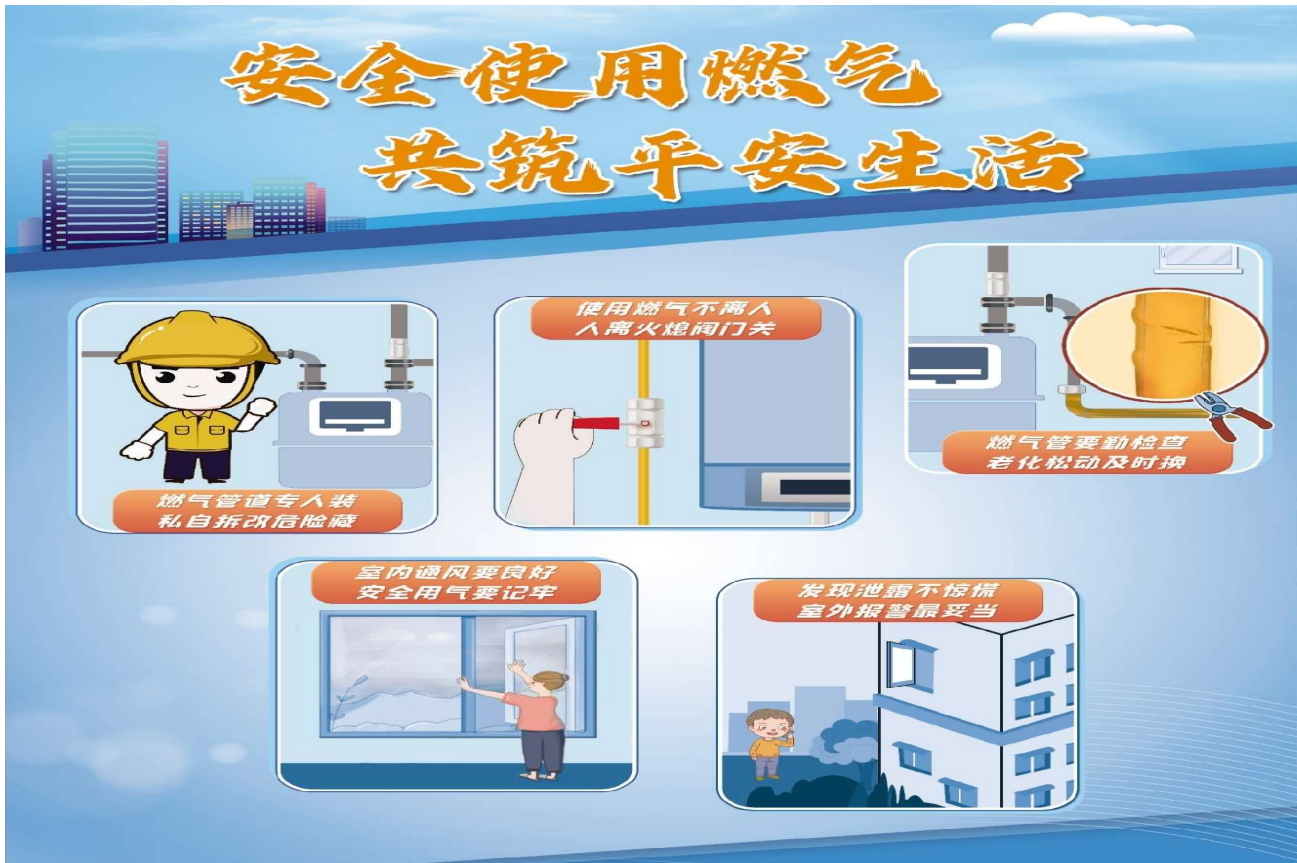 安全使用燃气
共筑平安生活
燃气管道专人装
私自拆改危险藏
使用燃气不离人
人离火熄阀门关
燃气管要勤检查
老化松动及时换
室内通风要良好
安全用气要记牢
发现泄露不惊慌
室外报警最妥当